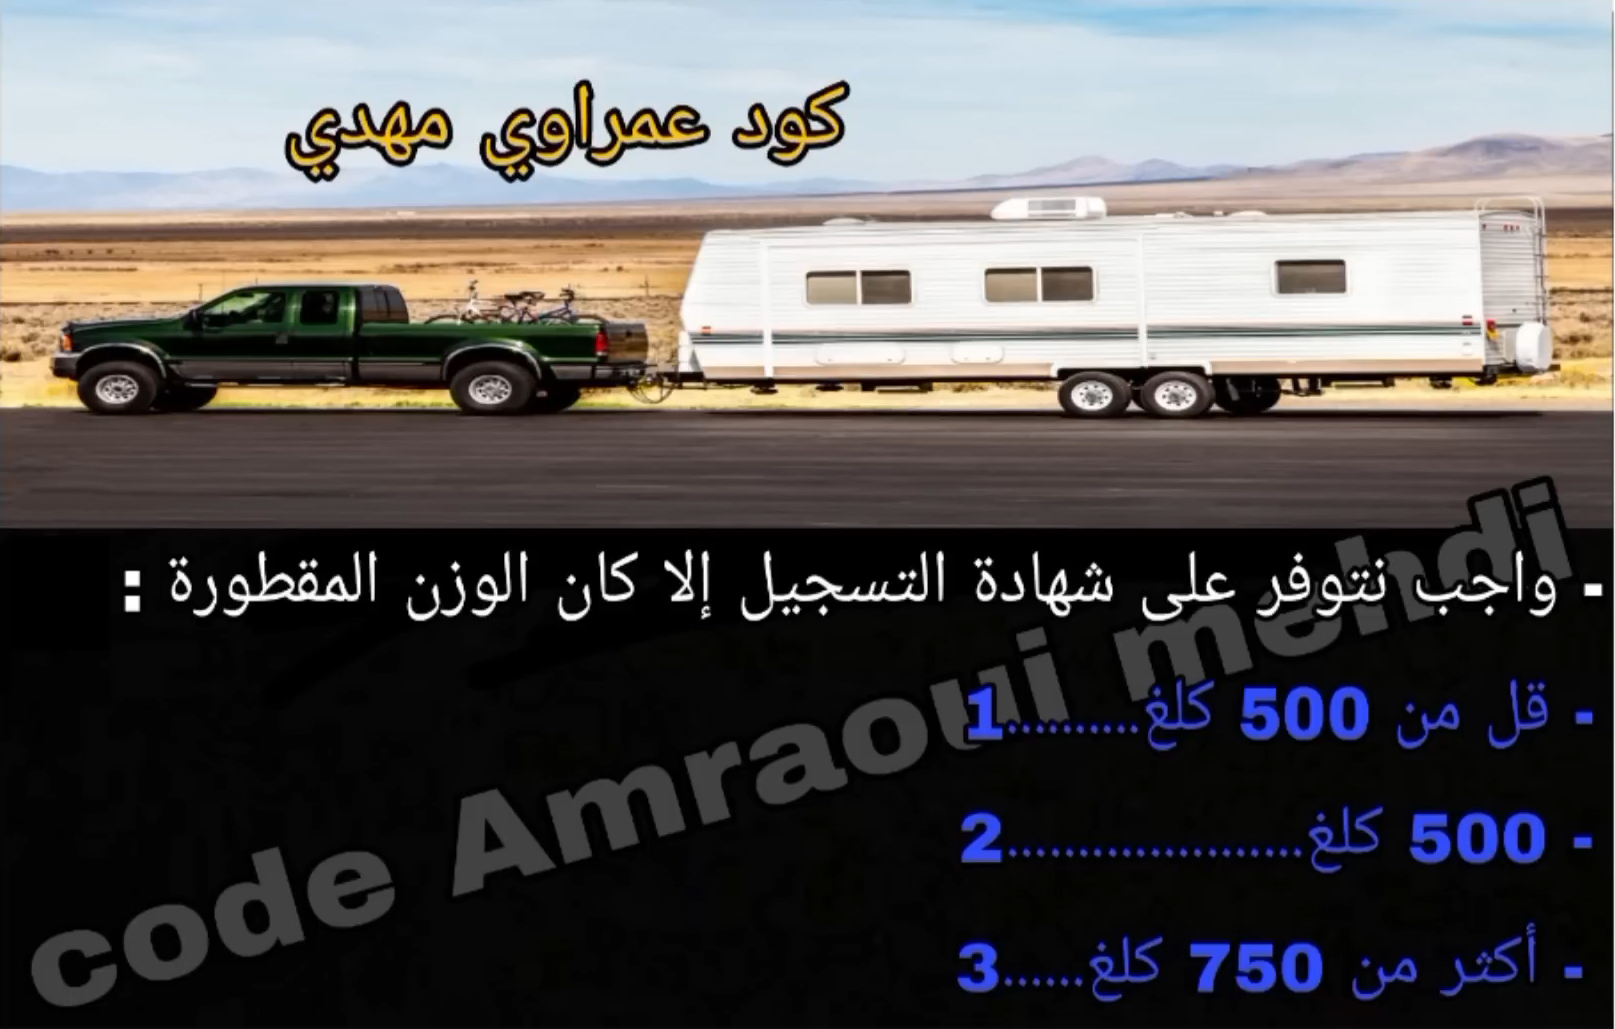 كود عمراوي مهدي
- واجب نتوفر على شهادة التسجيل إلا كان الوزن المقطورة :
- قل من 500 كلغ..........1
- 500 كلغ.....................2
- أكثر من 750 كلغ......3
code Amraoui mehdi